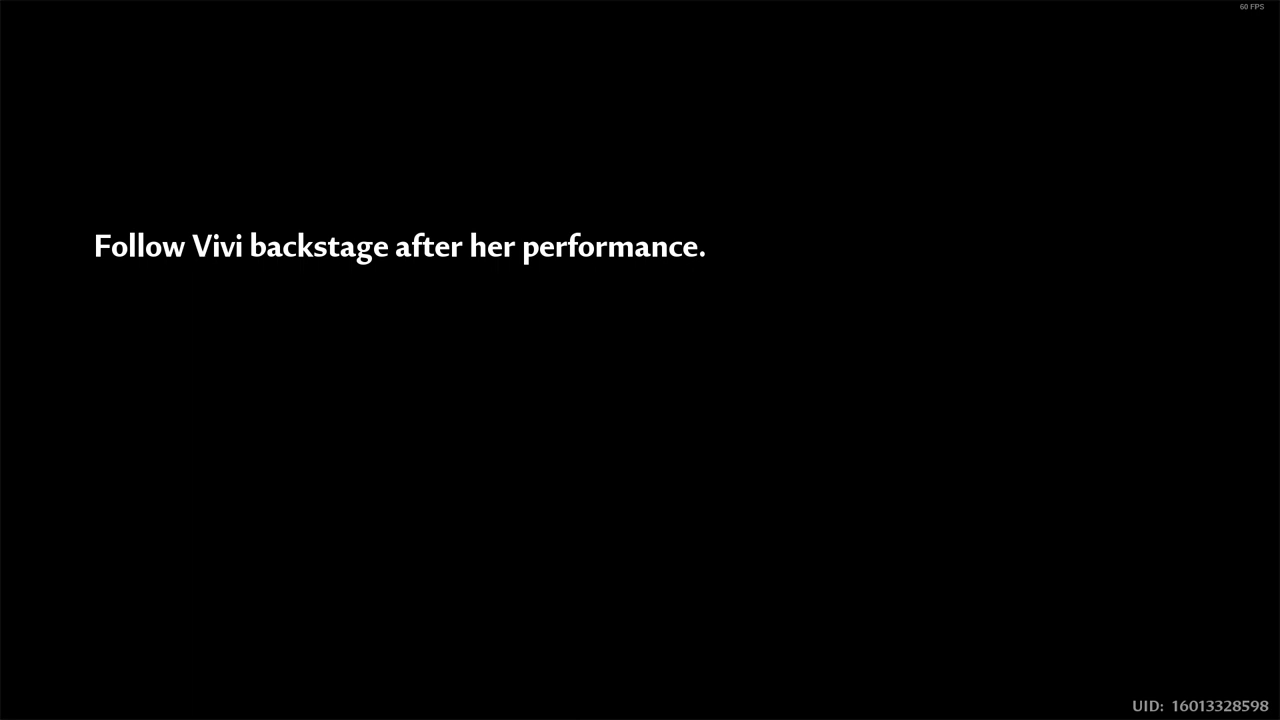 60 FPS
Follow Vivi backstage after her performance.
UID: 16013328598